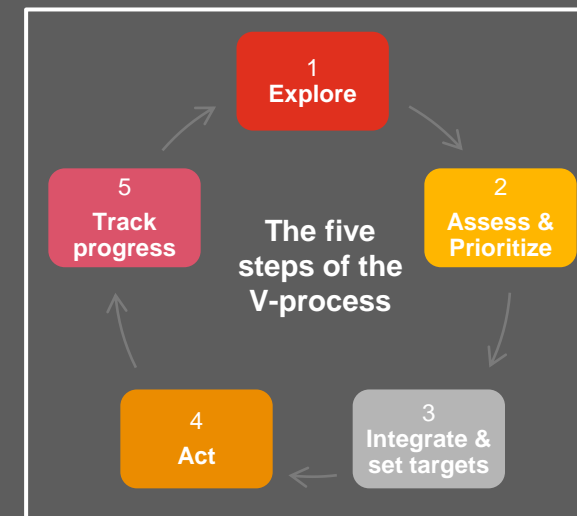 1
Explore
2
Assess &
Prioritize
3
Integrate &
set targets
4
Act
5
Track
progress
The five
steps of the
V-process